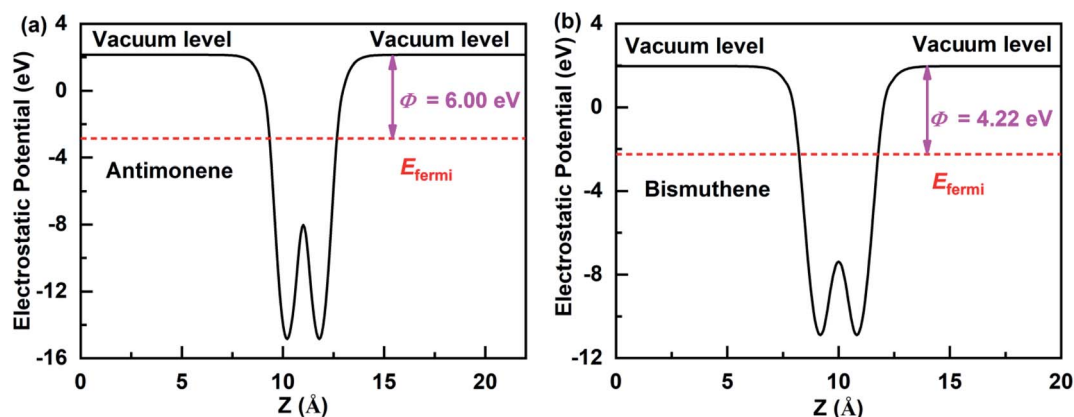 (a)
Electrostatic Potential (eV)
4
0
-4
-8
-12
-16
Vacuum level
Vacuum level
Φ = 6.00 eV
Antimonene
E_fermi
0
5
10
15
20
Z (Å)
(b)
Electrostatic Potential (eV)
4
0
-4
-8
-12
Vacuum level
Vacuum level
Φ = 4.22 eV
Bismuthene
E_fermi
0
5
10
15
20
Z (Å)